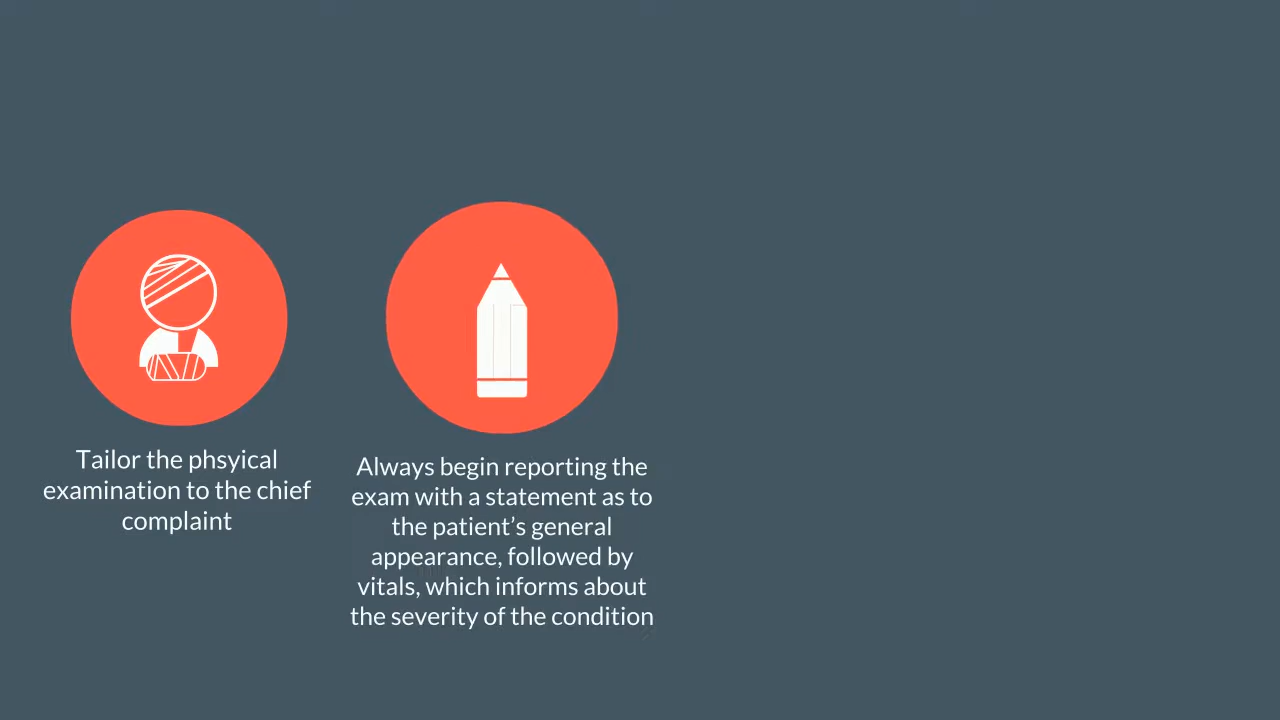 Tailor the phsyical
examination to the chief
complaint
Always begin reporting the
exam with a statement as to
the patient’s general
appearance, followed by
vitals, which informs about
the severity of the condition